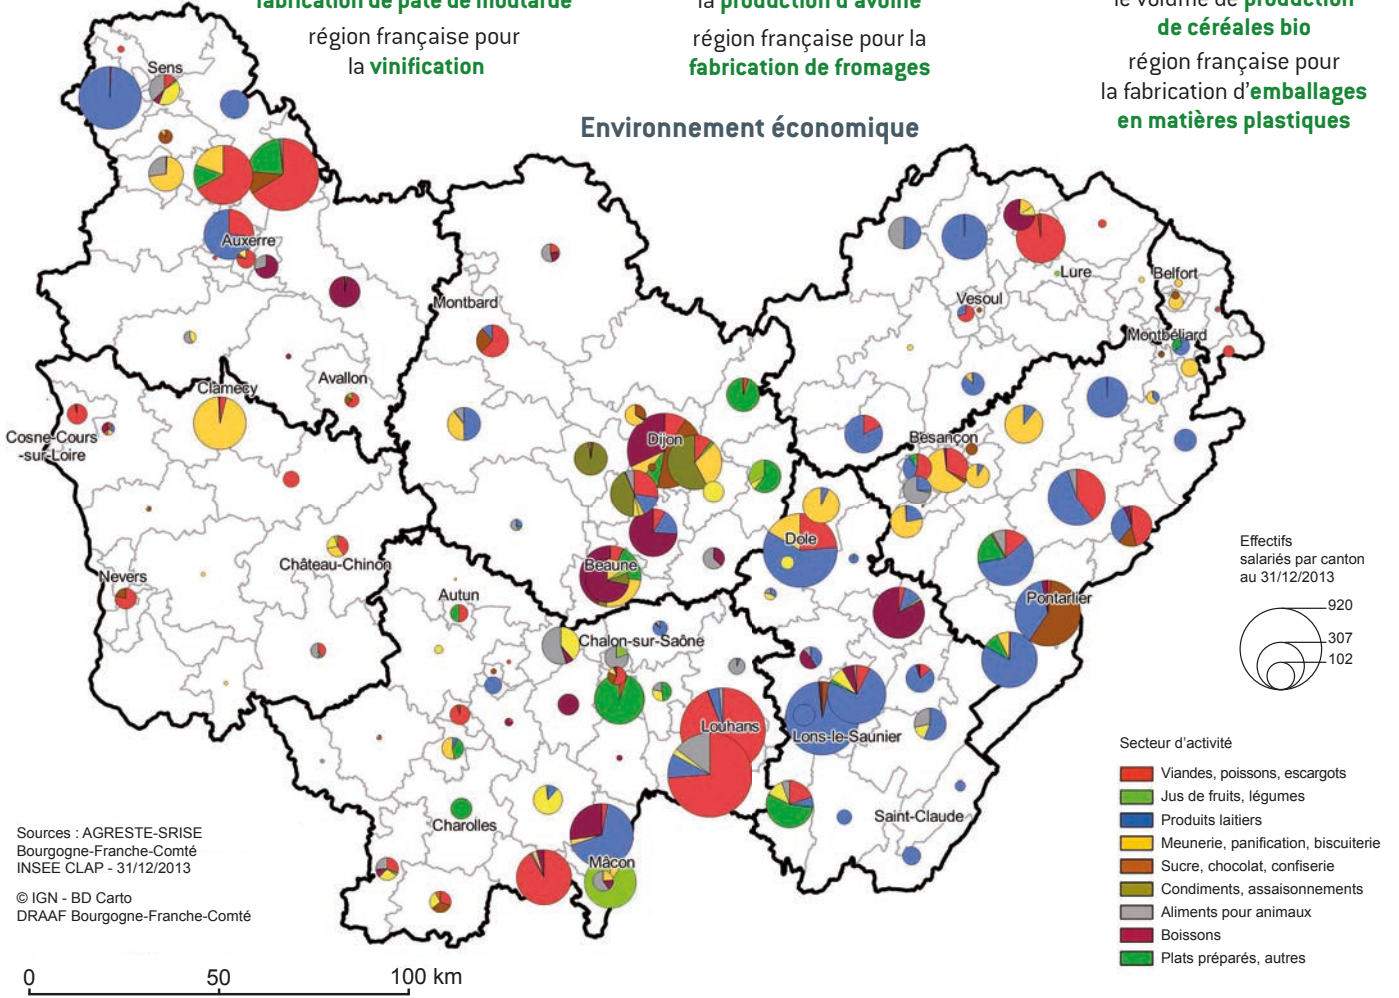 fabrication de pâte de moutarde
région française pour
la vinification
la production d'avoine
région française pour la
fabrication de fromages
le volume de production
de céréales bio
région française pour
la fabrication d'emballages
en matières plastiques
Environnement économique
Sens
Auxerre
Montbard
Avallon
Clamecy
Cosne-Cours
-sur-Loire
Château-Chinon
Nevers
Dijon
Beaune
Autun
Chalon-sur-Saône
Louhans
Charolles
Mâcon
Vesoul
Lure
Belfort
Montbéliard
Besançon
Dole
Pontarlier
Lons-le-Saunier
Saint-Claude
Effectifs
salariés par canton
au 31/12/2013
920
307
102
Secteur d'activité
Viandes, poissons, escargots
Jus de fruits, légumes
Produits laitiers
Meunerie, panification, biscuiterie
Sucre, chocolat, confiserie
Condiments, assaisonnements
Aliments pour animaux
Boissons
Plats préparés, autres
Sources : AGRESTE-SRISE
Bourgogne-Franche-Comté
INSEE CLAP - 31/12/2013
© IGN - BD Carto
DRAAF Bourgogne-Franche-Comté
0 50 100 km